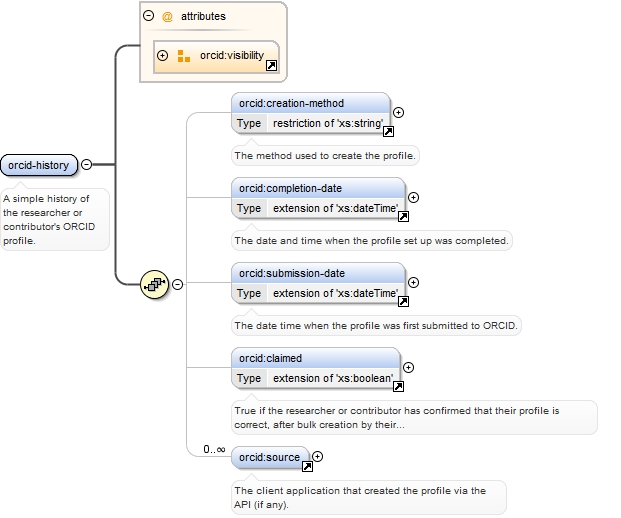 attributes
orcid:visibility
orcid:creation-method
Type restriction of 'xs:string'
The method used to create the profile.
orcid-history
A simple history of
the researcher or
contributor's ORCID
profile.
orcid:completion-date
Type extension of 'xs:dateTime'
The date and time when the profile set up was completed.
orcid:submission-date
Type extension of 'xs:dateTime'
The date time when the profile was first submitted to ORCID.
orcid:claimed
Type extension of 'xs:boolean'
True if the researcher or contributor has confirmed that their profile is
correct, after bulk creation by their...
0..∞
orcid:source
The client application that created the profile via the
API (if any).